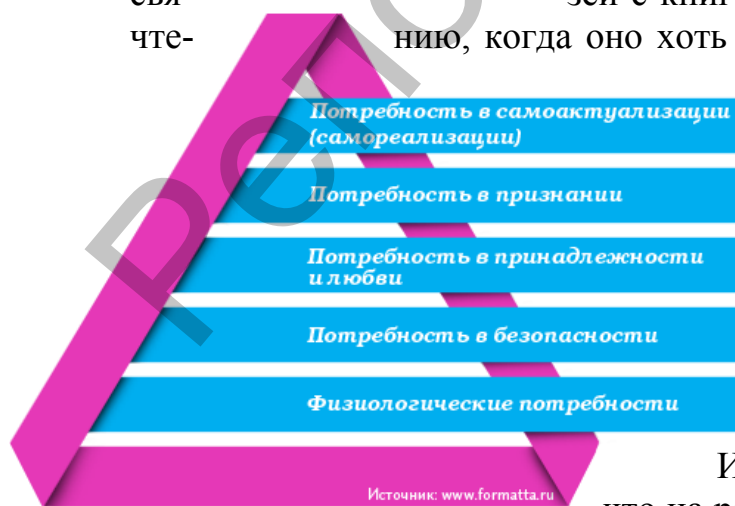 чте- нию, когда оно хоть
Потребность в самоактуализации
(самореализации)
Потребность в признании
Потребность в принадлежности
и любви
Потребность в безопасности
Физиологические потребности
Источник: www.formatta.ru